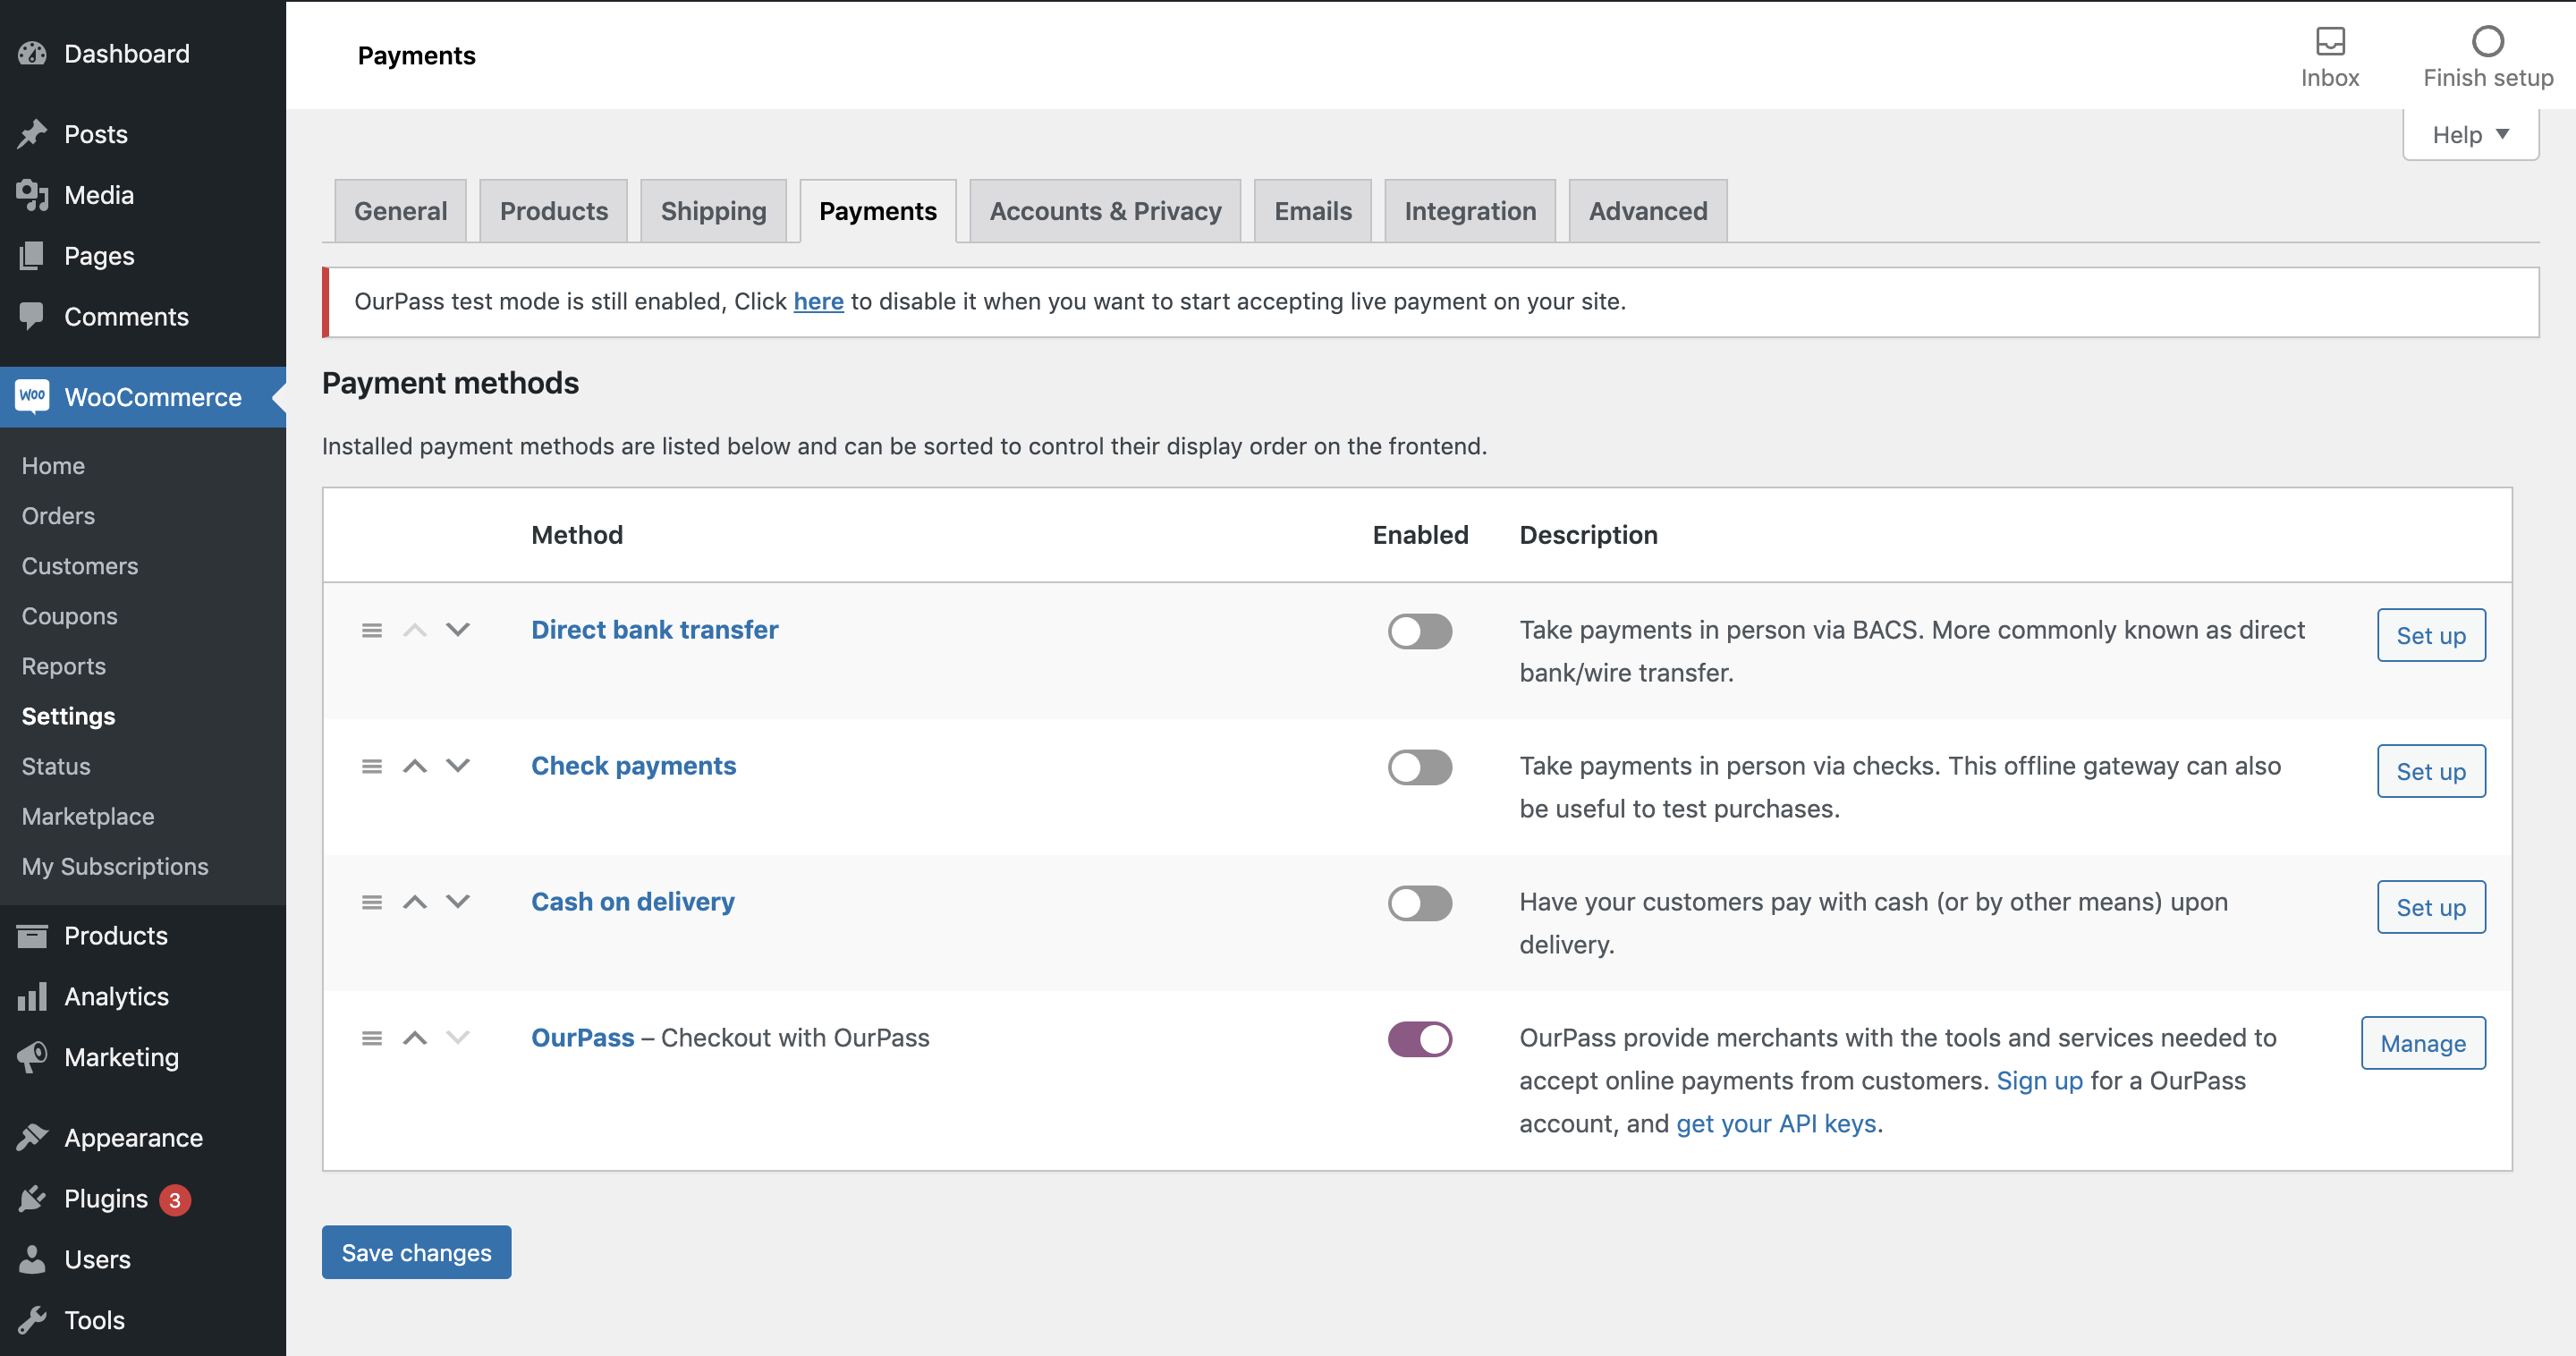 Dashboard
Posts
Media
Pages
Comments
Woo WooCommerce
Home
Orders
Customers
Coupons
Reports
Settings
Status
Marketplace
My Subscriptions
Products
Analytics
Marketing
Appearance
Plugins 3
Users
Tools
Payments
Inbox
Finish setup
Help
General Products Shipping Payments Accounts & Privacy Emails Integration Advanced
OurPass test mode is still enabled, Click here to disable it when you want to start accepting live payment on your site.
Payment methods
Installed payment methods are listed below and can be sorted to control their display order on the frontend.
Method Enabled Description
Direct bank transfer
Take payments in person via BACS. More commonly known as direct
bank/wire transfer.
Set up
Check payments
Take payments in person via checks. This offline gateway can also
be useful to test purchases.
Set up
Cash on delivery
Have your customers pay with cash (or by other means) upon
delivery.
Set up
OurPass – Checkout with OurPass
OurPass provide merchants with the tools and services needed to
accept online payments from customers. Sign up for a OurPass
account, and get your API keys.
Manage
Save changes